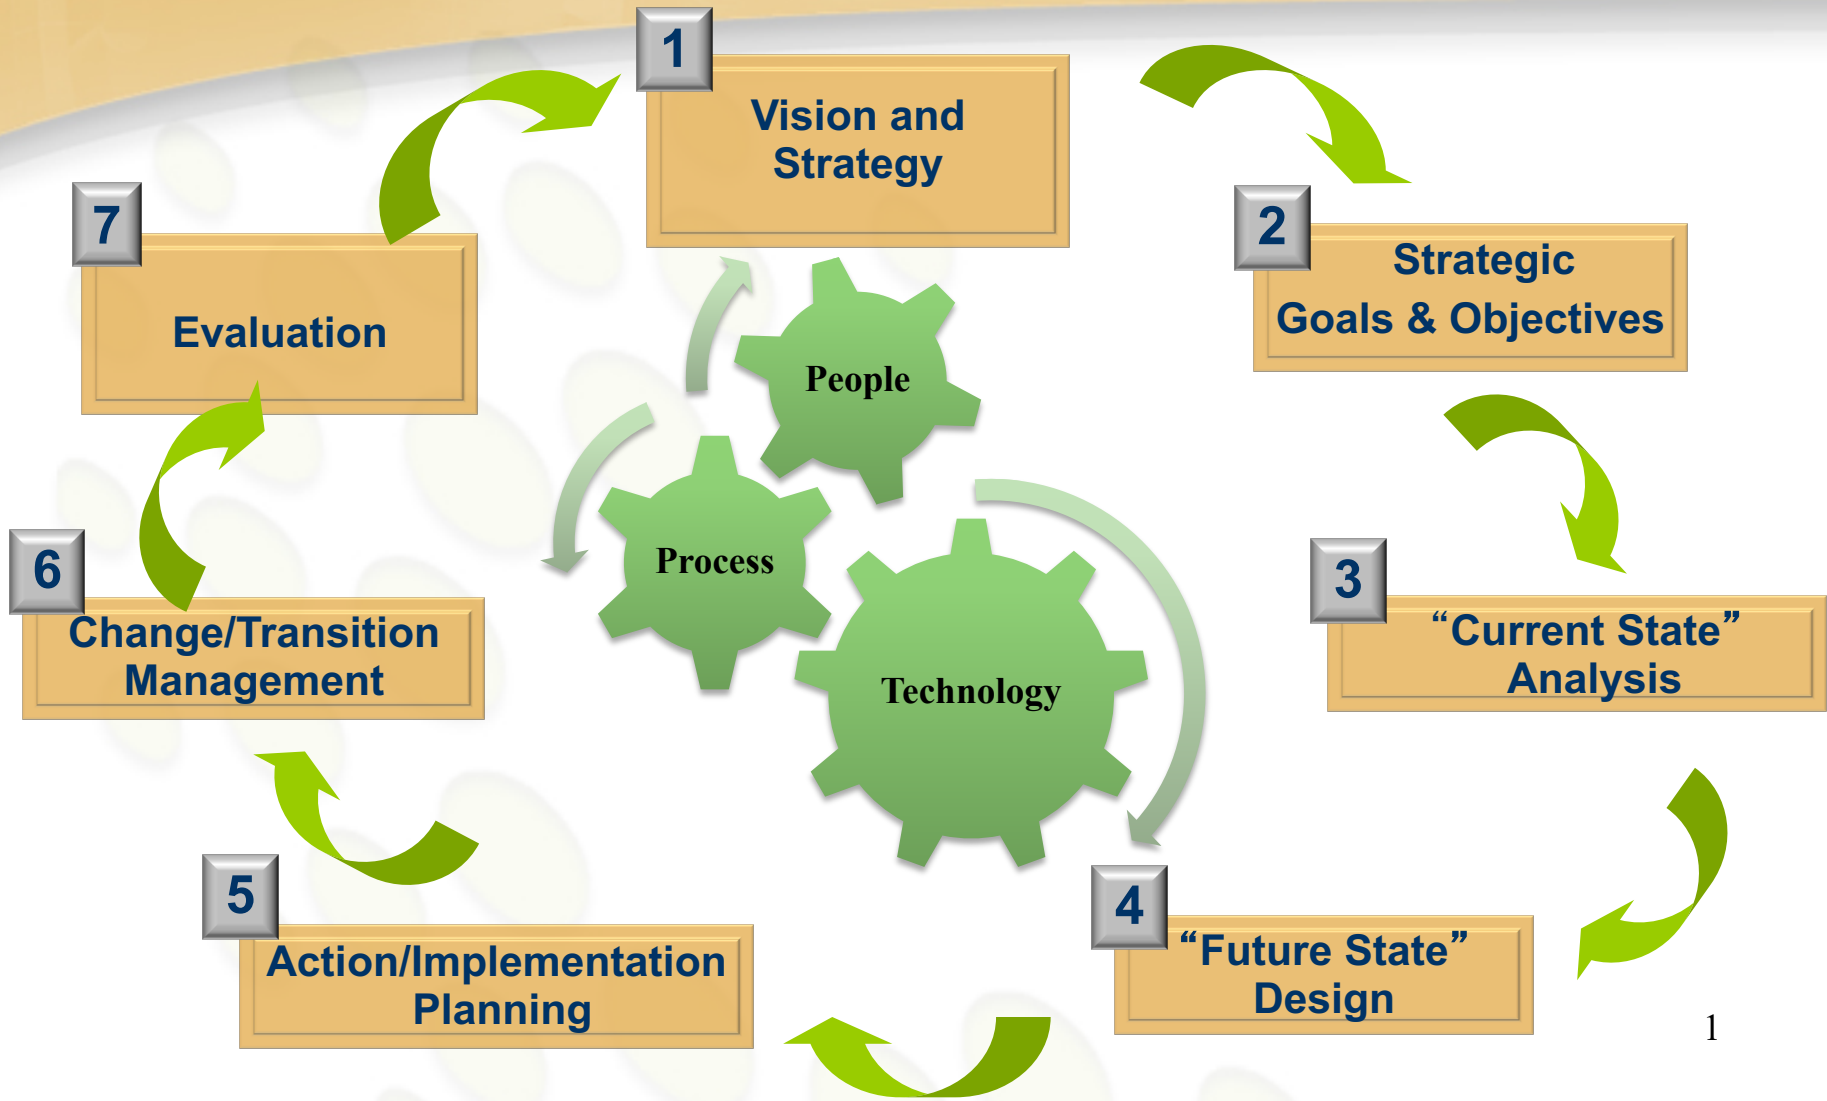 1
Vision and
Strategy
2
Strategic
Goals & Objectives
3
“Current State”
Analysis
4
“Future State”
Design
5
Action/Implementation
Planning
6
Change/Transition
Management
7
Evaluation
People
Process
Technology
1